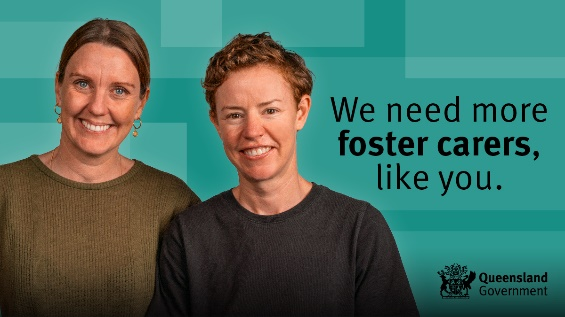 We need more
foster carers,
like you.
Queensland
Government